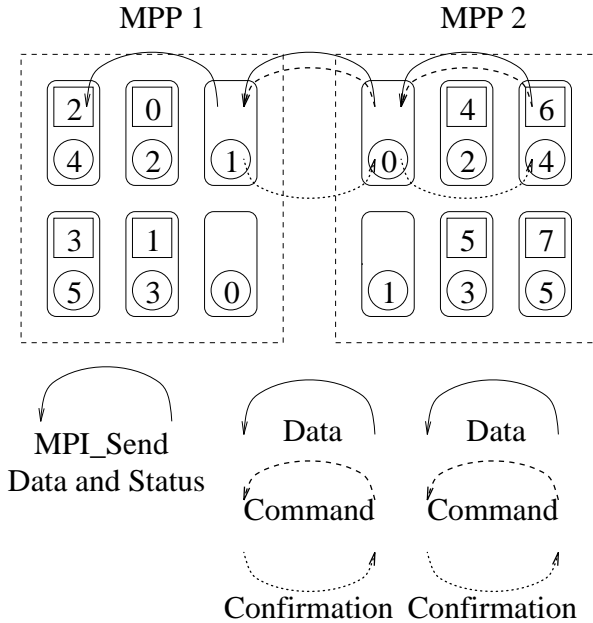 MPP 1 MPP 2
2 0 4 6
4 2 1 0 2 4
3 1 5 7
5 3 0 1 3 5
MPI_Send Data Data
Data and Status
Command Command
Confirmation Confirmation